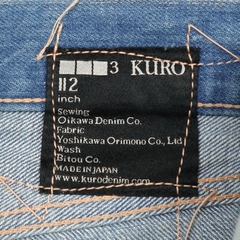 3 KURO
112
inch
Sewing
Oikawa Denim Co.
Fabric
Yoshikawa Orimono Co., Ltd
Wash
Bitou Co.
MADE IN JAPAN
www.kurodenim.com